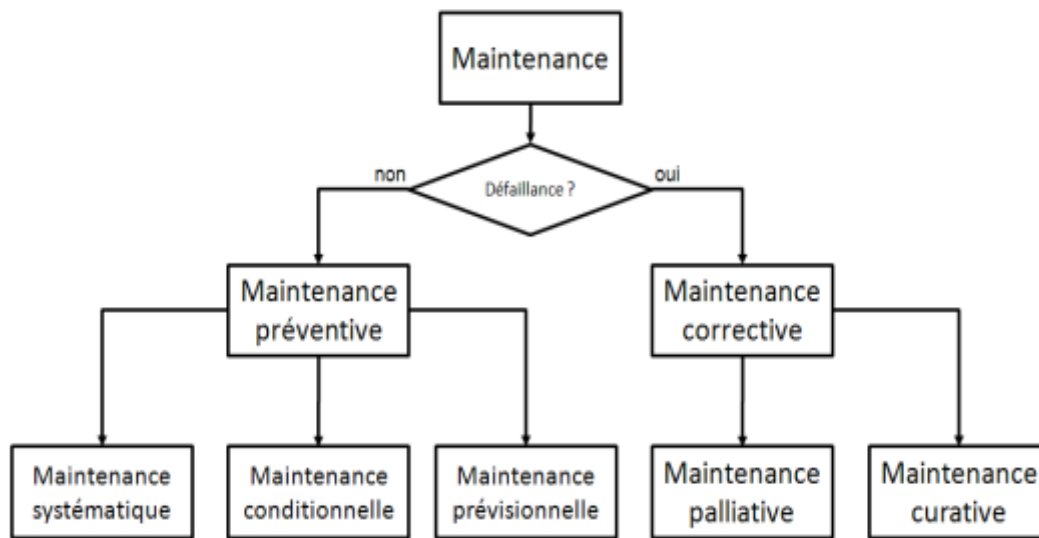 Maintenance
non
Défaillance ?
oui
Maintenance
préventive
Maintenance
corrective
Maintenance
systématique
Maintenance
conditionnelle
Maintenance
prévisionnelle
Maintenance
palliative
Maintenance
curative